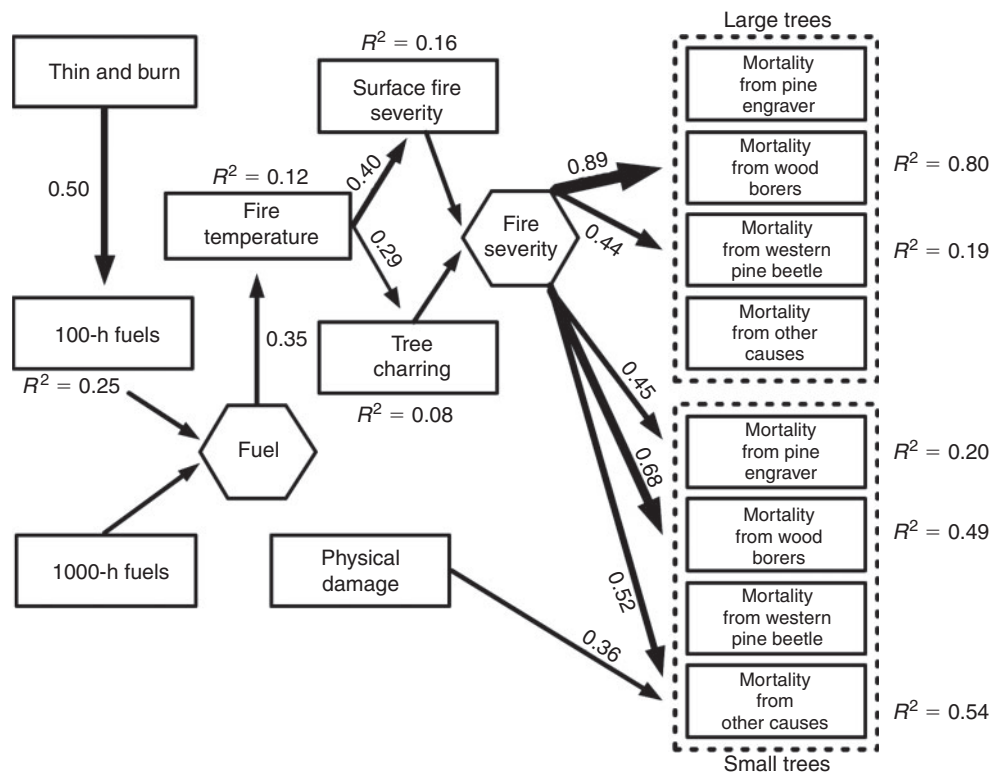 Large trees
R² = 0.16
Thin and burn
Surface fire
severity
Mortality
from pine
engraver
0.50
R² = 0.12
0.40
0.89
Mortality
from wood
borers
R² = 0.80
Fire
temperature
0.29
Fire
severity
0.44
Mortality
from western
pine beetle
R² = 0.19
100-h fuels
0.35
Tree
charring
Mortality
from other
causes
R² = 0.25
R² = 0.08
0.45
Fuel
Mortality
from pine
engraver
R² = 0.20
0.68
Mortality
from wood
borers
R² = 0.49
1000-h fuels
Physical
damage
0.52
Mortality
from western
pine beetle
0.36
Mortality
from
other causes
R² = 0.54
Small trees